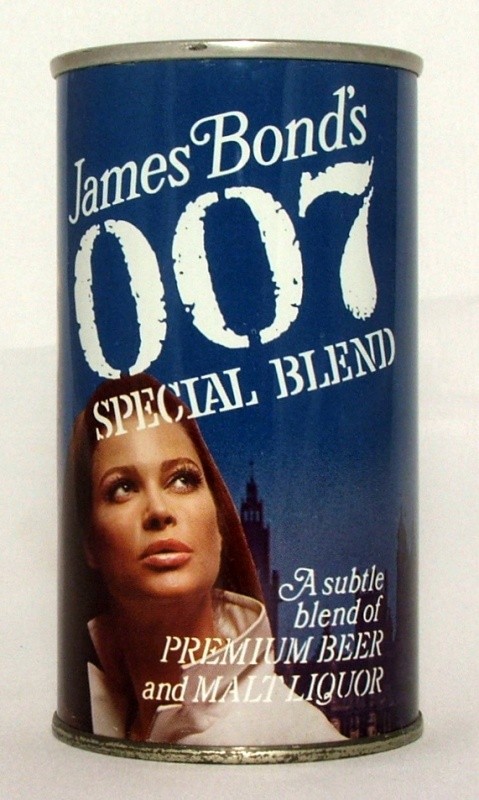 James Bond's
007
SPECIAL BLEND
A subtle
blend of
PREMIUM BEER
and MALT LIQUOR